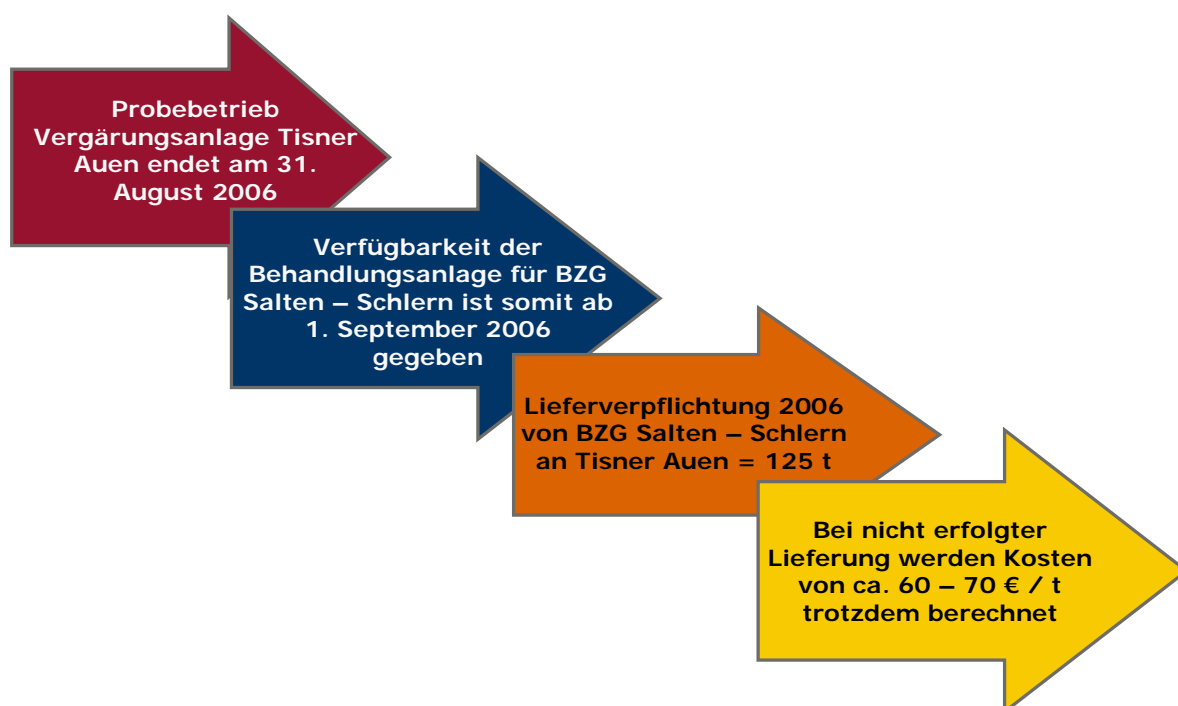 Probebetrieb
Vergärungsanlage Tisner
Auen endet am 31.
August 2006
Verfügbarkeit der
Behandlungsanlage für BZG
Salten – Schlern ist somit ab
1. September 2006
gegeben
Lieferverpflichtung 2006
von BZG Salten – Schlern
an Tisner Auen = 125 t
Bei nicht erfolgter
Lieferung werden Kosten
von ca. 60 – 70 € / t
trotzdem berechnet